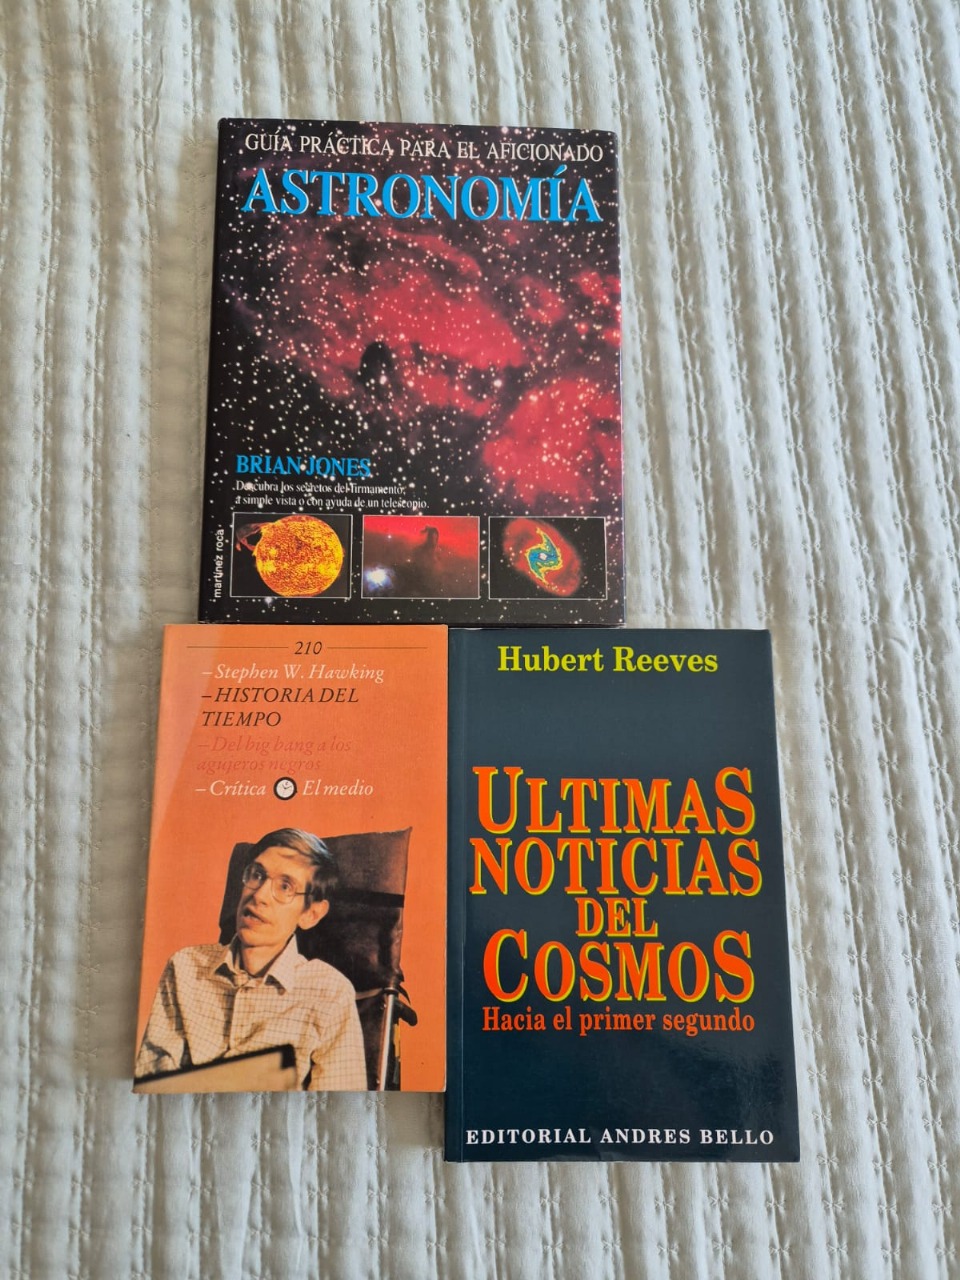 GUÍA PRÁCTICA PARA EL AFICIONADO
ASTRONOMÍA
BRIAN JONES
Descubra los secretos del firmamento,
a simple vista o con ayuda de un telescopio.
martínez roca
210
–Stephen W. Hawking
–HISTORIA DEL
TIEMPO
–Del big bang a los
agujeros negros
–Crítica El medio
Hubert Reeves
ULTIMAS
NOTICIAS
DEL
COSMOS
Hacia el primer segundo
EDITORIAL ANDRES BELLO